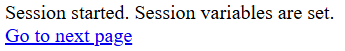 Session started. Session variables are set.
Go to next page